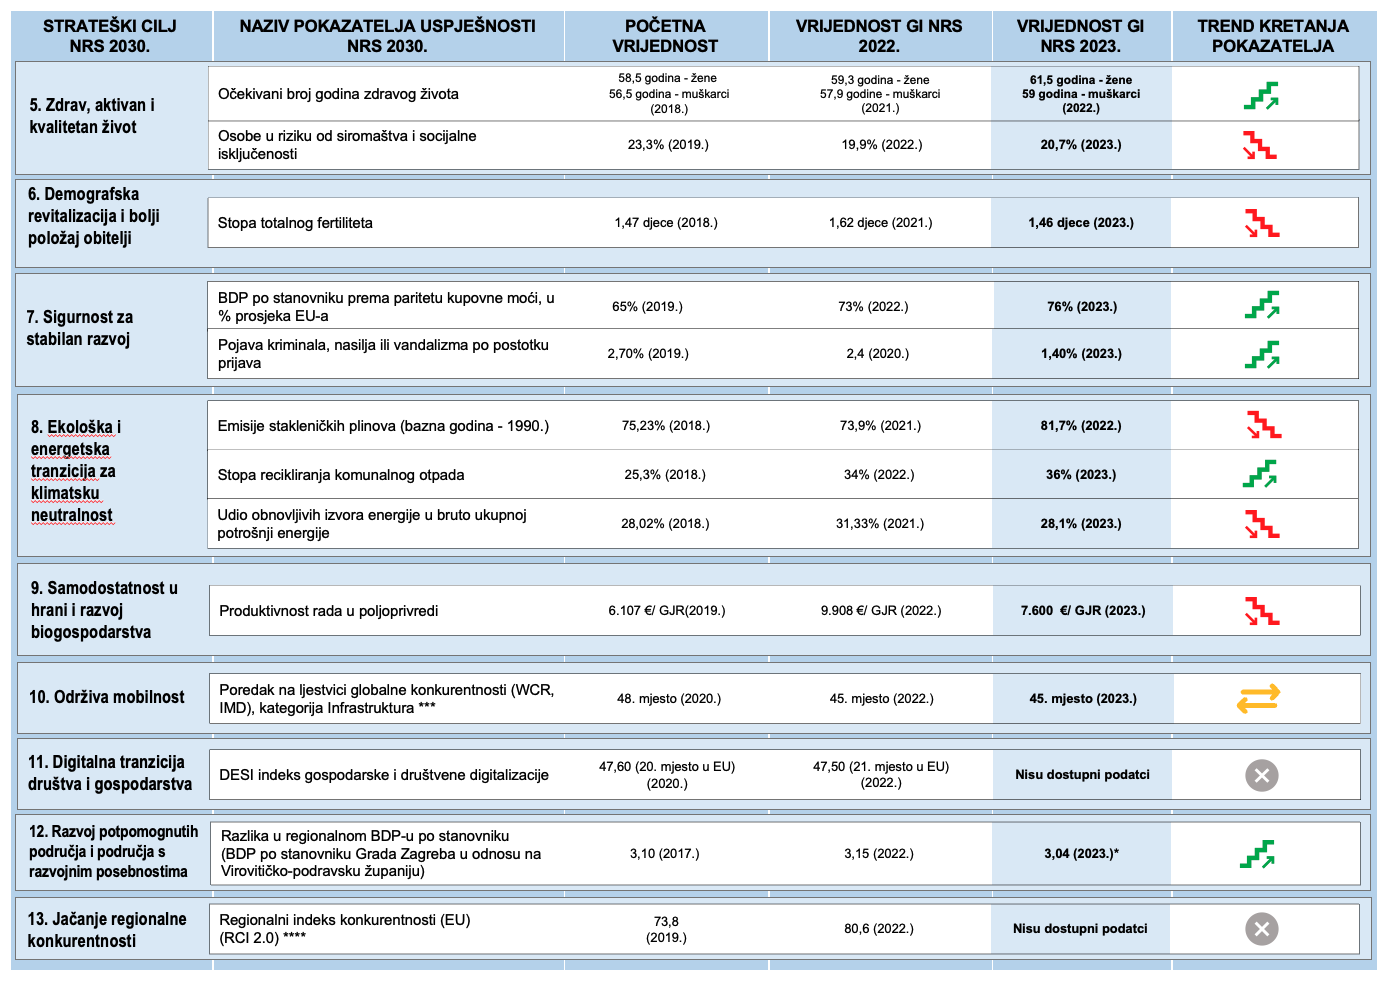 STRATEŠKI CILJ
NRS 2030.
NAZIV POKAZATELJA USPJEŠNOSTI
NRS 2030.
POČETNA
VRIJEDNOST
VRIJEDNOST GI NRS
2022.
VRIJEDNOST GI
NRS 2023.
TREND KRETANJA
POKAZATELJA
5. Zdrav, aktivan i
kvalitetan život
Očekivani broj godina zdravog života
58,5 godina - žene
56,5 godina - muškarci
(2018.)
59,3 godina - žene
57,9 godine - muškarci
(2021.)
61,5 godina - žene
59 godina - muškarci
(2022.)
Osobe u riziku od siromaštva i socijalne
isključenosti
23,3% (2019.)
19,9% (2022.)
20,7% (2023.)
6. Demografska
revitalizacija i bolji
položaj obitelji
Stopa totalnog fertiliteta
1,47 djece (2018.)
1,62 djece (2021.)
1,46 djece (2023.)
7. Sigurnost za
stabilan razvoj
BDP po stanovniku prema paritetu kupovne moći, u
% prosjeka EU-a
65% (2019.)
73% (2022.)
76% (2023.)
Pojava kriminala, nasilja ili vandalizma po postotku
prijava
2,70% (2019.)
2,4 (2020.)
1,40% (2023.)
8. Ekološka i
energetska
tranzicija za
klimatsku
neutralnost
Emisije stakleničkih plinova (bazna godina - 1990.)
75,23% (2018.)
73,9% (2021.)
81,7% (2022.)
Stopa recikliranja komunalnog otpada
25,3% (2018.)
34% (2022.)
36% (2023.)
Udio obnovljivih izvora energije u bruto ukupnoj
potrošnji energije
28,02% (2018.)
31,33% (2021.)
28,1% (2023.)
9. Samodostatnost u
hrani i razvoj
biogospodarstva
Produktivnost rada u poljoprivredi
6.107 €/ GJR(2019.)
9.908 €/ GJR (2022.)
7.600 €/ GJR (2023.)
10. Održiva mobilnost
Poredak na ljestvici globalne konkurentnosti (WCR,
IMD), kategorija Infrastruktura ***
48. mjesto (2020.)
45. mjesto (2022.)
45. mjesto (2023.)
11. Digitalna tranzicija
društva i gospodarstva
DESI indeks gospodarske i društvene digitalizacije
47,60 (20. mjesto u EU)
(2020.)
47,50 (21. mjesto u EU)
(2022.)
Nisu dostupni podatci
12. Razvoj potpomognutih
područja i područja s
razvojnim posebnostima
Razlika u regionalnom BDP-u po stanovniku
(BDP po stanovniku Grada Zagreba u odnosu na
Virovitičko-podravsku županiju)
3,10 (2017.)
3,15 (2022.)
3,04 (2023.)*
13. Jačanje regionalne
konkurentnosti
Regionalni indeks konkurentnosti (EU)
(RCI 2.0) ****
73,8
(2019.)
80,6 (2022.)
Nisu dostupni podatci